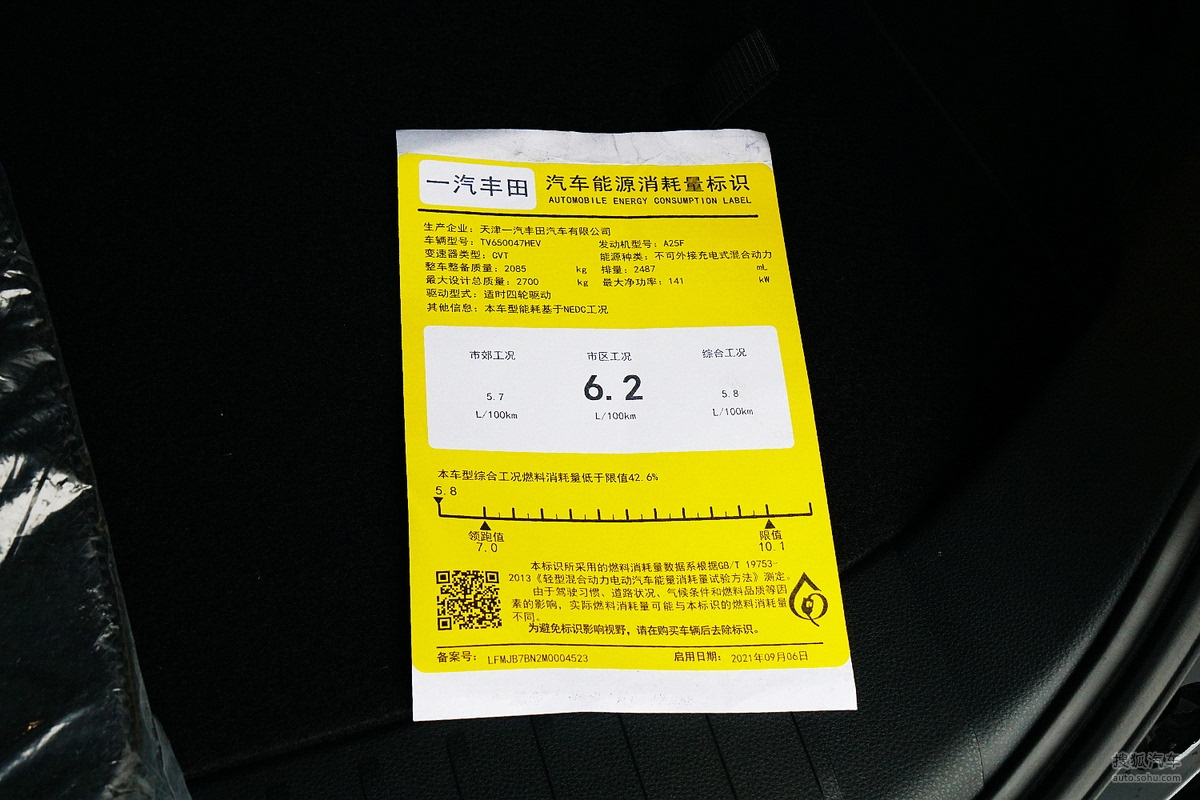 一汽丰田 汽车能源消耗量标识
AUTOMOBILE ENERGY CONSUMPTION LABEL
生产企业：天津一汽丰田汽车有限公司
车辆型号：TV650047HEV 发动机型号：A25F
变速器类型：CVT 能源种类：不可外接充电式混合动力
整车整备质量：2085 kg 排量：2487 mL
最大设计总质量：2700 kg 最大净功率：141 kW
驱动型式：适时四轮驱动
其他信息：本车型能耗基于NEDC工况
市郊工况 市区工况 综合工况
5.7 6.2 5.8
L/100km L/100km L/100km
本车型综合工况燃料消耗量低于限值42.6%
5.8
领跑值 限值
7.0 10.1
本标识所采用的燃料消耗量数据系根据GB/T 19753-
2013《轻型混合动力电动汽车能量消耗量试验方法》测定。
由于驾驶习惯、道路状况、气候条件和燃料品质等因
素的影响，实际燃料消耗量可能与本标识的燃料消耗量
不同。
为避免标识影响视野，请在购买车辆后去除标识。
备案号： LFMJB7BN2M0004523 启用日期： 2021年09月06日
搜狐汽车
auto.sohu.com